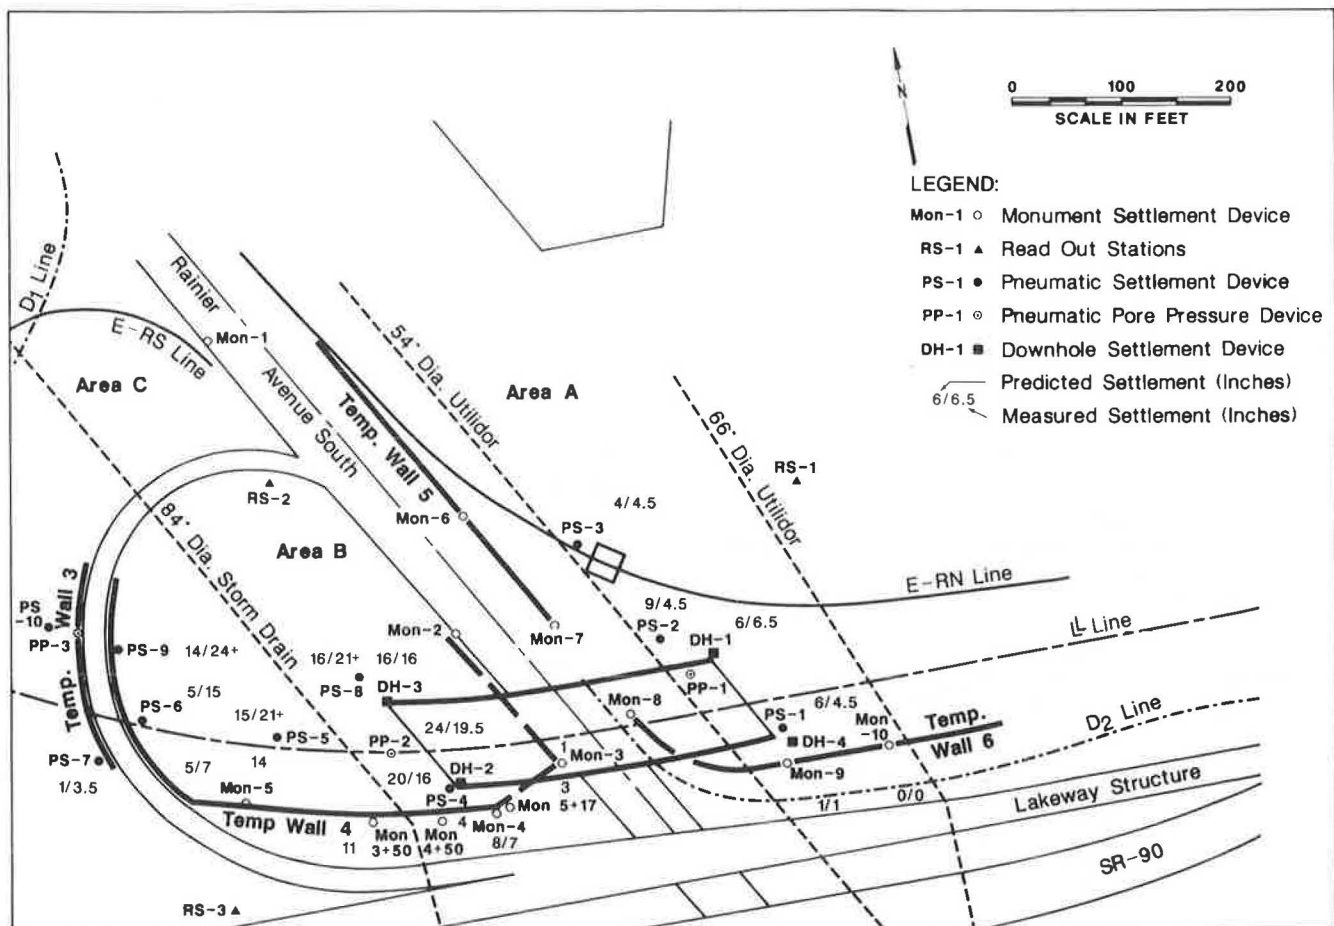 N
0 100 200
SCALE IN FEET
LEGEND:
Mon-1 Monument Settlement Device
RS-1 Read Out Stations
PS-1 Pneumatic Settlement Device
PP-1 Pneumatic Pore Pressure Device
DH-1 Downhole Settlement Device
6/6.5 Predicted Settlement (Inches)
Measured Settlement (Inches)
D1 Line
E-RS Line
Rainier
Avenue South
Mon-1
Area C
Temp. Wall 5
54" Dia. Utilidor
Area A
66" Dia. Utilidor
RS-1
RS-2
Mon-6
4/4.5
PS-3
84" Dia. Storm Drain
Area B
E-RN Line
Wall 3
Temp.
PS
-10
PP-3
PS-9
14/24+
16/21+
16/16
Mon-2
Mon-7
9/4.5
PS-2
6/6.5
DH-1
LL Line
PS-8
DH-3
PP-1
5/15
PS-6
15/21+
PS-5
24/19.5
PP-2
Mon-8
6/4.5
PS-1
Mon
-10
Temp.
Wall 6
D2 Line
DH-4
Mon-9
PS-7
1/3.5
5/7
14
20/16
DH-2
1
Mon-3
3
Mon-5
PS-4
Mon
5+17
1/1
0/0
Lakeway Structure
Temp Wall 4
Mon
3+50
11
Mon
4+50
4
Mon-4
8/7
SR-90
RS-3